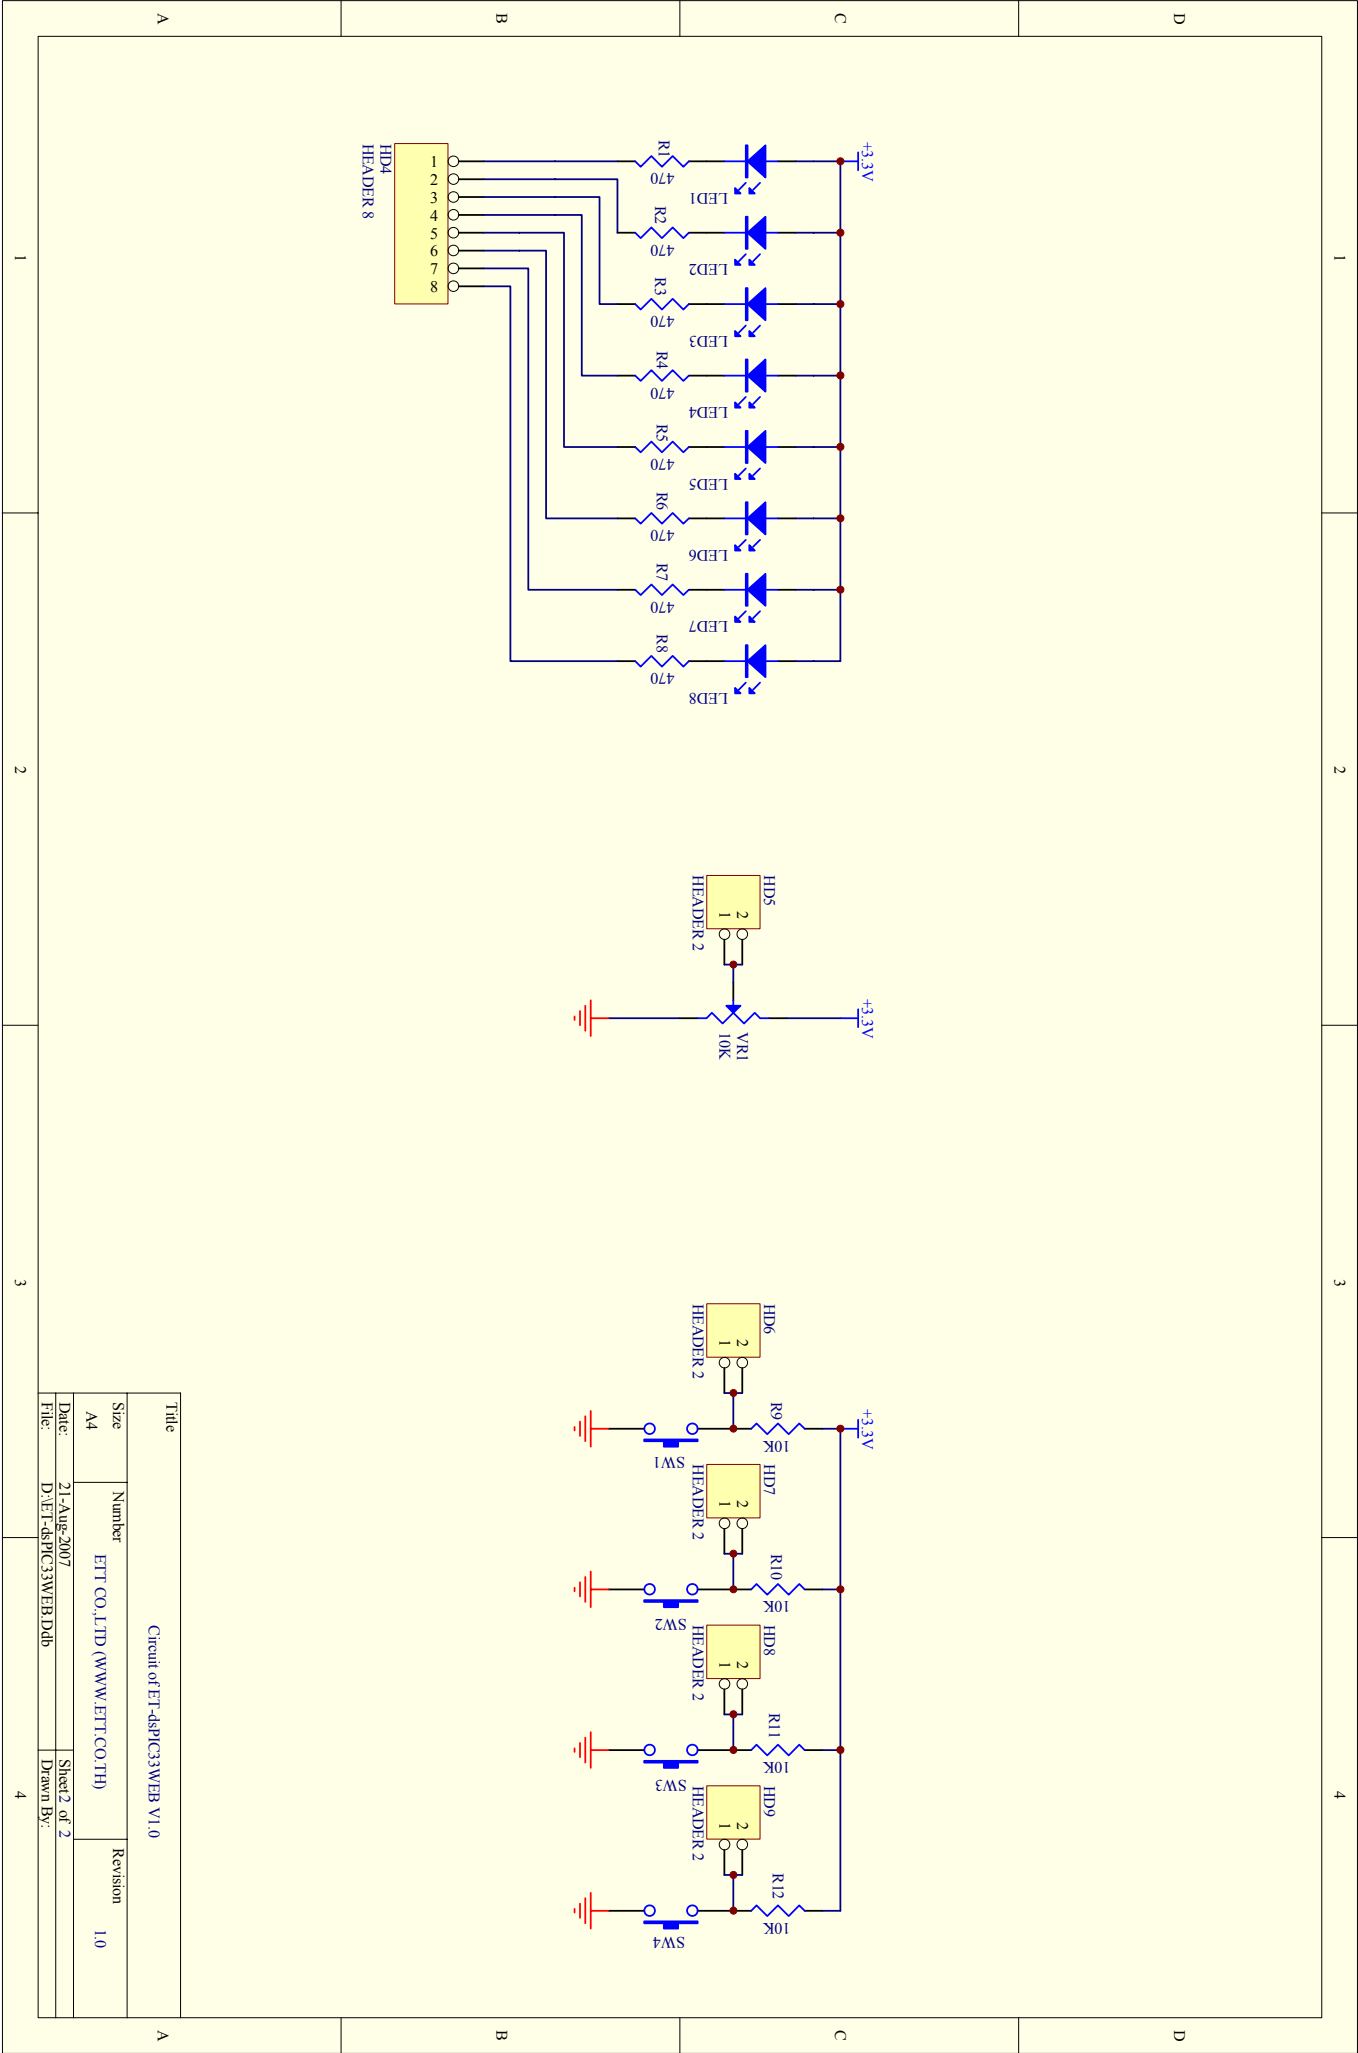 A
B
C
D
1
2
3
4
1
2
3
4
A
B
C
D
+3.3V
LED1
LED2
LED3
LED4
LED5
LED6
LED7
LED8
R1
470
R2
470
R3
470
R4
470
R5
470
R6
470
R7
470
R8
470
1
2
3
4
5
6
7
8
HD4
HEADER 8
+3.3V
HD5
2
1
HEADER 2
VR1
10K
+3.3V
HD6
2
1
HEADER 2
R9
10K
SW1
HD7
2
1
HEADER 2
R10
10K
SW2
HD8
2
1
HEADER 2
R11
10K
SW3
HD9
2
1
HEADER 2
R12
10K
SW4
Title
Circuit of ET-dsPIC33WEB V1.0
Size
A4
Number
ETT CO.,LTD (WWW.ETT.CO.TH)
Revision
1.0
Date: 21-Aug-2007
Sheet 2 of 2
File: D:\ET-dsPIC33WEB.Ddb
Drawn By: